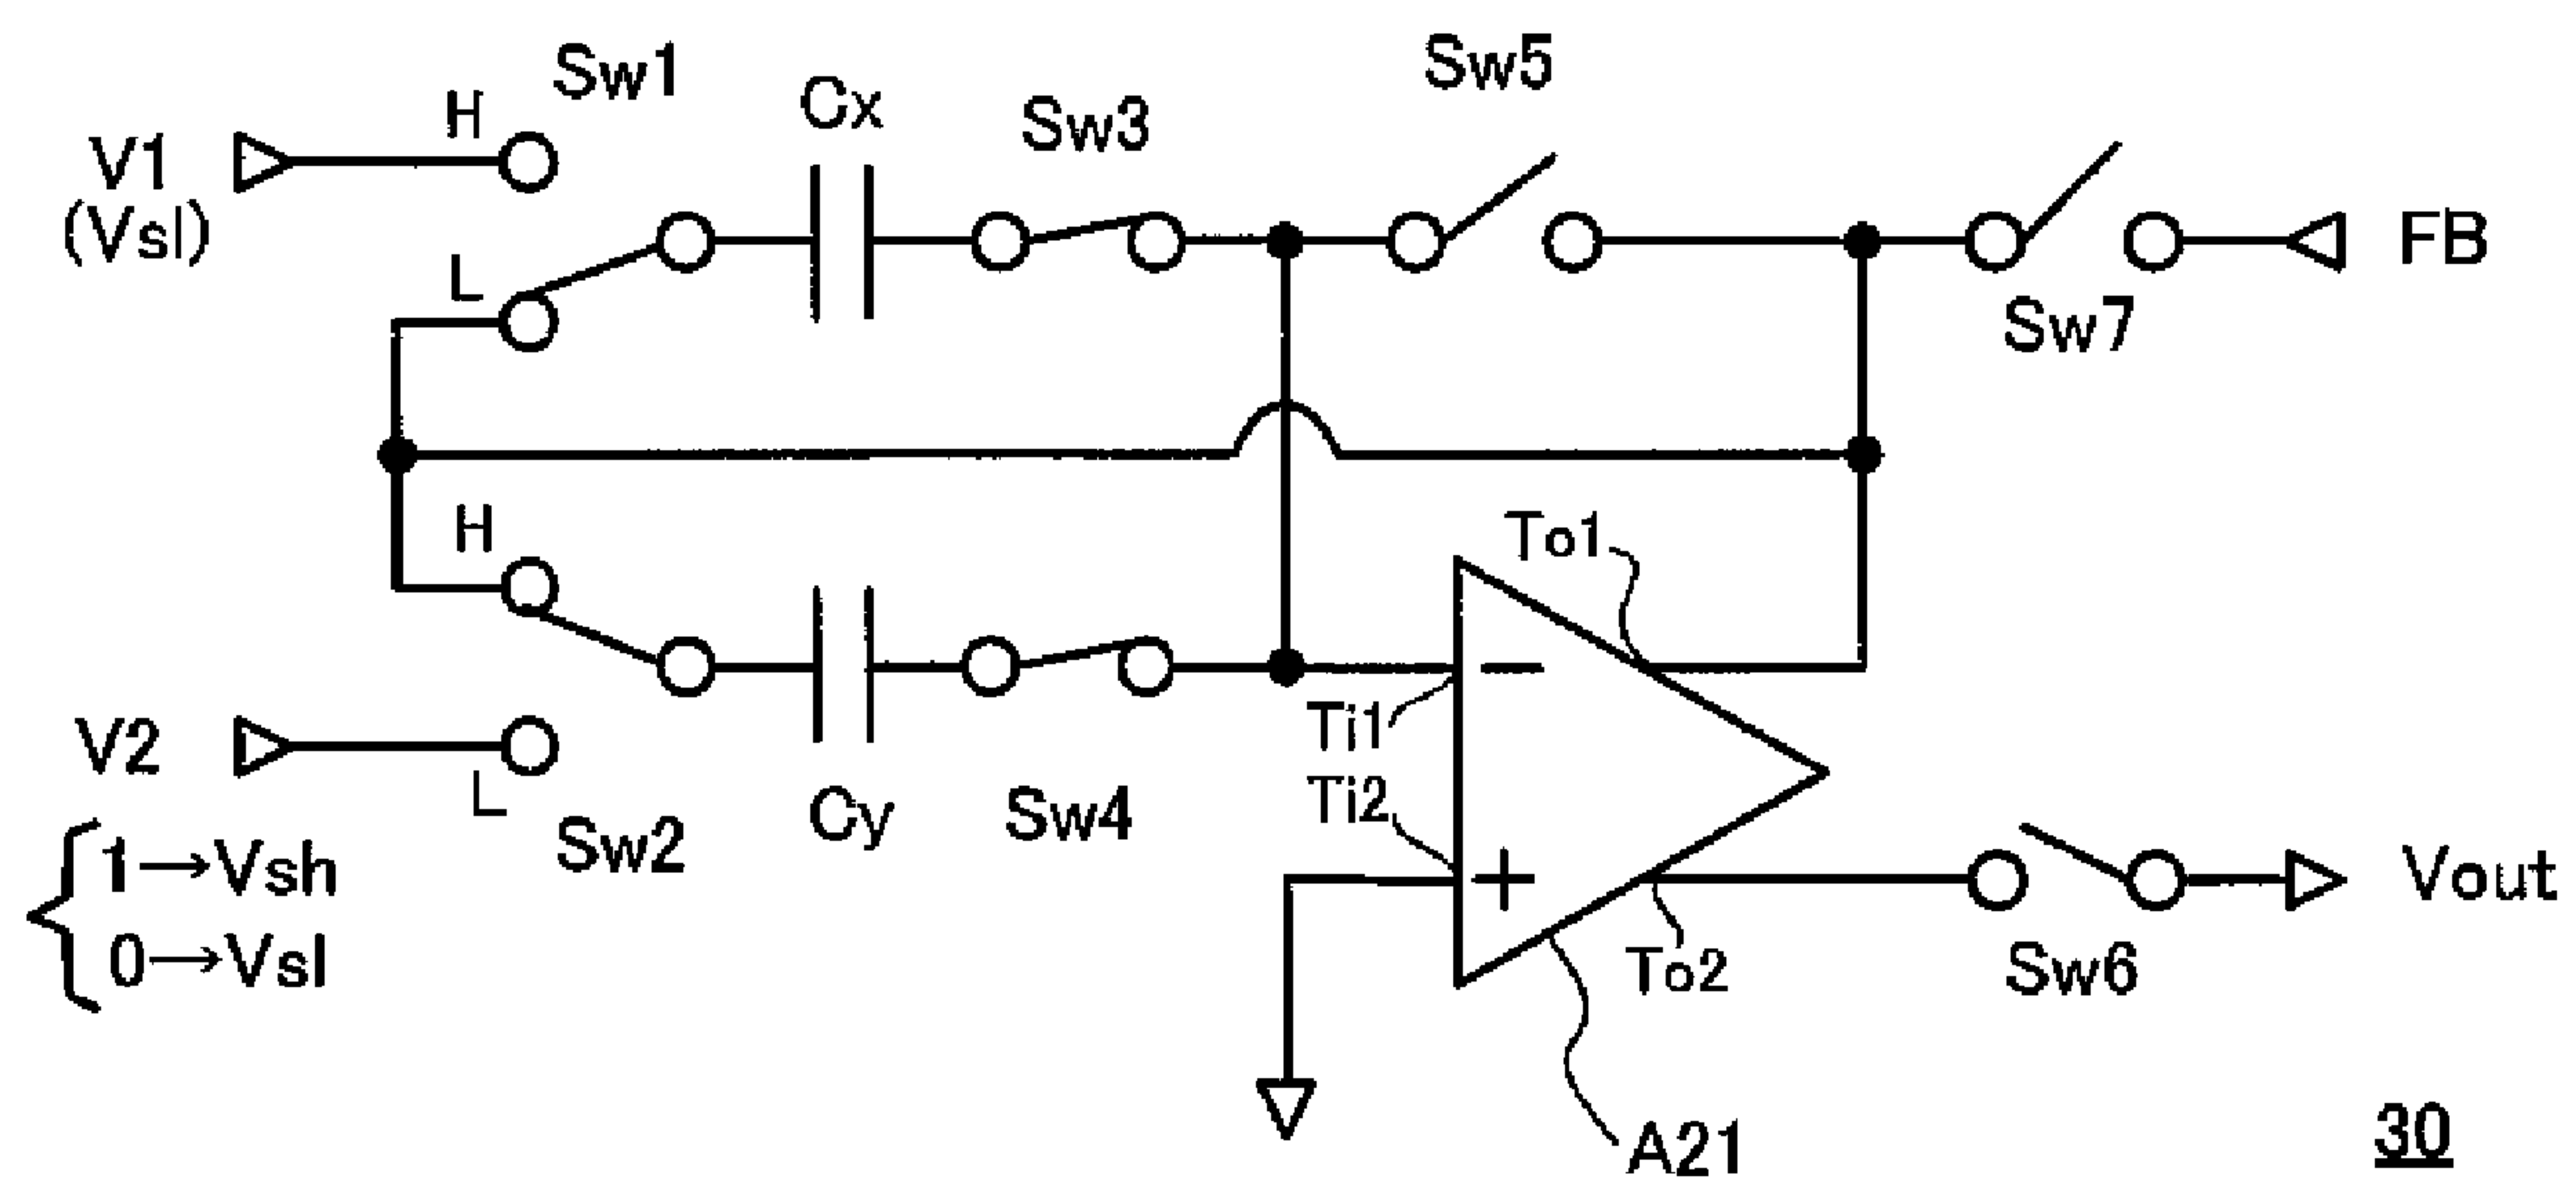 Sw1
Cx
Sw3
Sw5
H
V1
(Vsl)
L
FB
Sw7
H
To1
Ti1
Ti2
V2
L
Sw2
Cy
Sw4
1→Vsh
0→Vsl
To2
Vout
Sw6
A21
30